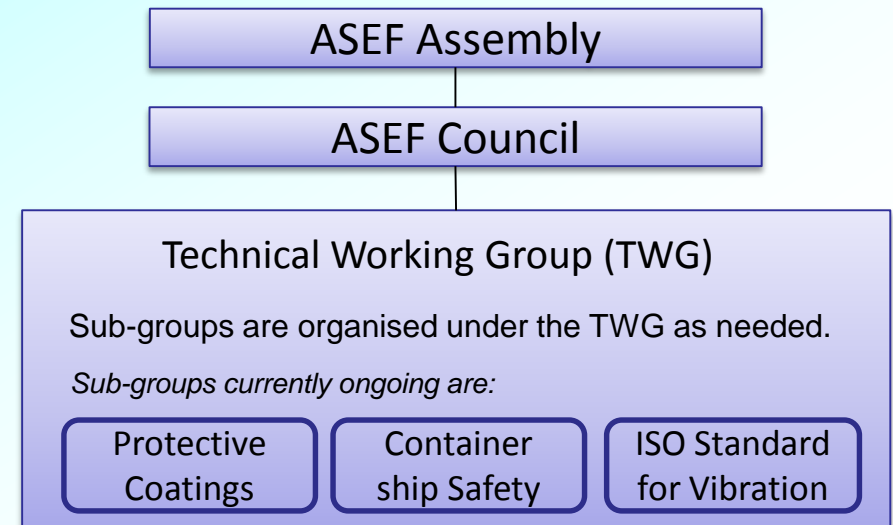 ASEF Assembly
ASEF Council
Technical Working Group (TWG)
Sub-groups are organised under the TWG as needed.
Sub-groups currently ongoing are:
Protective
Coatings
Container
ship Safety
ISO Standard
for Vibration